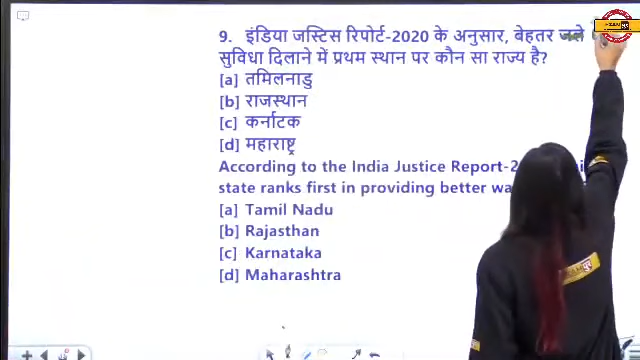 9. इंडिया जस्टिस रिपोर्ट-2020 के अनुसार, बेहतर जले
सुविधा दिलाने में प्रथम स्थान पर कौन सा राज्य है?
[a] तमिलनाडु
[b] राजस्थान
[c] कर्नाटक
[d] महाराष्ट्र
According to the India Justice Report-2
state ranks first in providing better wa
[a] Tamil Nadu
[b] Rajasthan
[c] Karnataka
[d] Maharashtra